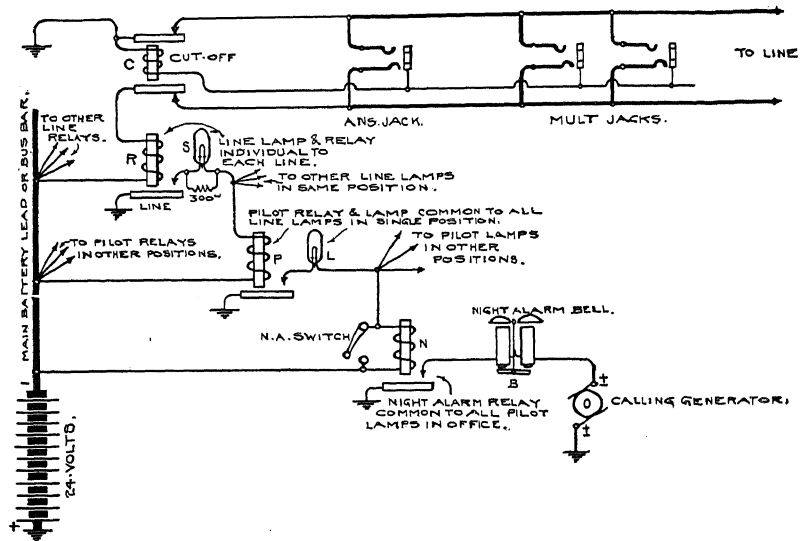 C
CUT-OFF
TO LINE
ANS. JACK.
MULT JACKS.
MAIN BATTERY LEAD OR BUS BAR.
TO OTHER
LINE
RELAYS.
R
S
LINE LAMP & RELAY
INDIVIDUAL TO
EACH LINE.
TO OTHER LINE LAMPS
IN SAME POSITION.
300ω
LINE
PILOT RELAY & LAMP COMMON TO ALL
LINE LAMPS IN SINGLE POSITION.
TO PILOT RELAYS
IN OTHER POSITIONS.
P
L
TO PILOT LAMPS
IN OTHER
POSITIONS.
N.A. SWITCH
N
NIGHT ALARM BELL.
B
±
CALLING GENERATOR.
±
NIGHT ALARM RELAY
COMMON TO ALL PILOT
LAMPS IN OFFICE.
24-VOLTS.
+